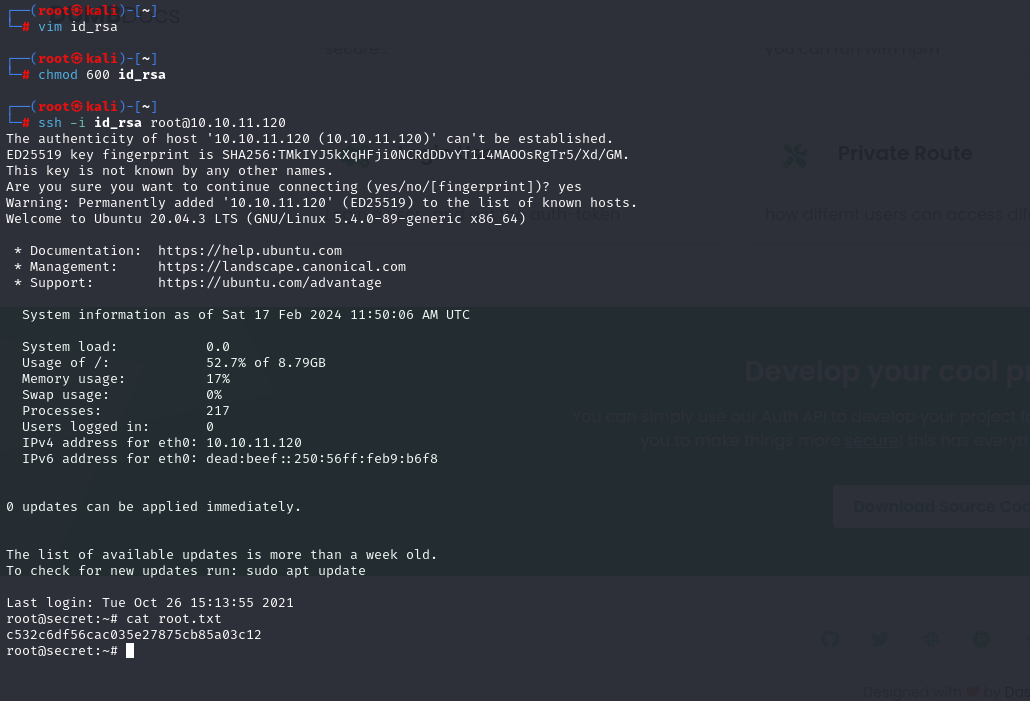 ┌──(root㉿kali)-[~]
└─# vim id_rsa
┌──(root㉿kali)-[~]
└─# chmod 600 id_rsa
┌──(root㉿kali)-[~]
└─# ssh -i id_rsa root@10.10.11.120
The authenticity of host '10.10.11.120 (10.10.11.120)' can't be established.
ED25519 key fingerprint is SHA256:TMkIYJ5kXqHFji0NCRdDDvYT114MAOOsRgTr5/Xd/GM.
This key is not known by any other names.
Are you sure you want to continue connecting (yes/no/[fingerprint])? yes
Warning: Permanently added '10.10.11.120' (ED25519) to the list of known hosts.
Welcome to Ubuntu 20.04.3 LTS (GNU/Linux 5.4.0-89-generic x86_64)
* Documentation:  https://help.ubuntu.com
* Management:     https://landscape.canonical.com
* Support:        https://ubuntu.com/advantage
System information as of Sat 17 Feb 2024 11:50:06 AM UTC
System load:           0.0
Usage of /:            52.7% of 8.79GB
Memory usage:          17%
Swap usage:            0%
Processes:             217
Users logged in:       0
IPv4 address for eth0: 10.10.11.120
IPv6 address for eth0: dead:beef::250:56ff:feb9:b6f8
0 updates can be applied immediately.
The list of available updates is more than a week old.
To check for new updates run: sudo apt update
Last login: Tue Oct 26 15:13:55 2021
root@secret:~# cat root.txt
c532c6df56cac035e27875cb85a03c12
root@secret:~#
Docs
secure
you can run with npm
Private Route
auth-token
how differnt users can access
Develop your cool
You can simply use our Auth API to develop your project
you to make things more secure! this has
Download Source
Designed with
by